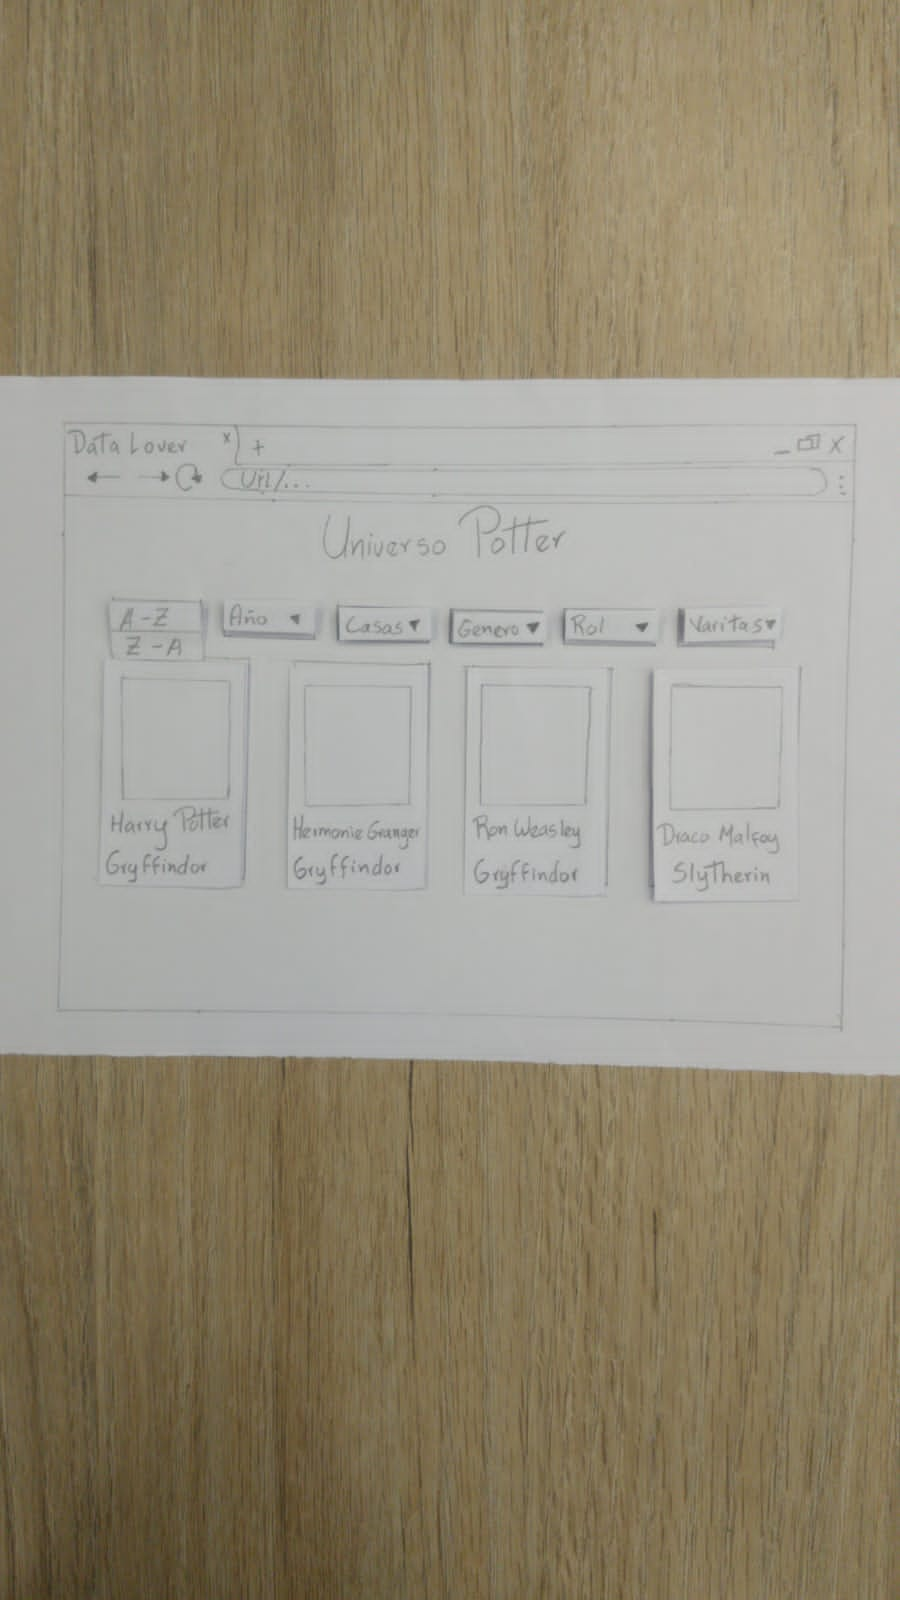 Data Lover x +
Url/...
Universo Potter
A-Z
Z-A
Año
Casas
Genero
Rol
Varitas
Harry Potter
Gryffindor
Hermonie Granger
Gryffindor
Ron Weasley
Gryffindor
Draco Malfoy
Slytherin